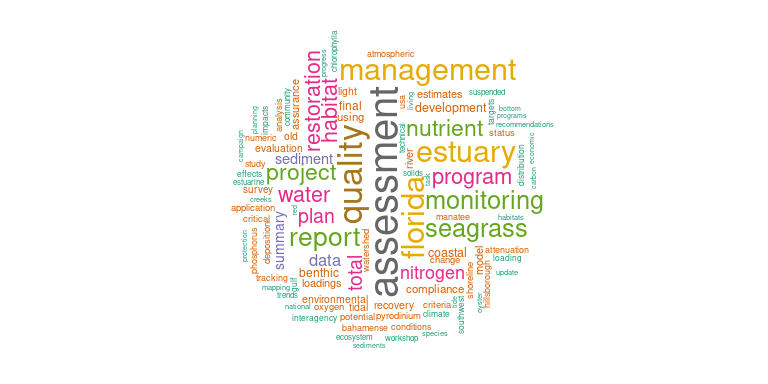 atmospheric
management
chlorophylla
progress
restoration
habitat
light
final
using
estimates
development
suspended
usa
living
targets
bottom
programs
recommendations
community
assurance
analysis
impacts
planning
numeric
old
campaign
evaluation
quality
assessment
nutrient
technical
status
estuary
river
economic
distribution
carbon
sediment
study
project
effects
estuarine
survey
creeks
water
solids
task
program
florida
monitoring
application
critical
red
plan
manatee
habitats
seagrass
summary
report
deposition
phosphorus
protection
watershed
coastal
change
model
attenuation
loading
data
benthic
total
nitrogen
update
tracking
loadings
mapping
gulf
trends
compliance
shoreline
hillsborough
environmental
national
oxygen
tidal
recovery
criteria
tide
southwest
oyster
interagency
potential
pyrodinium
climate
bahamense
conditions
species
ecosystem
workshop
sediments